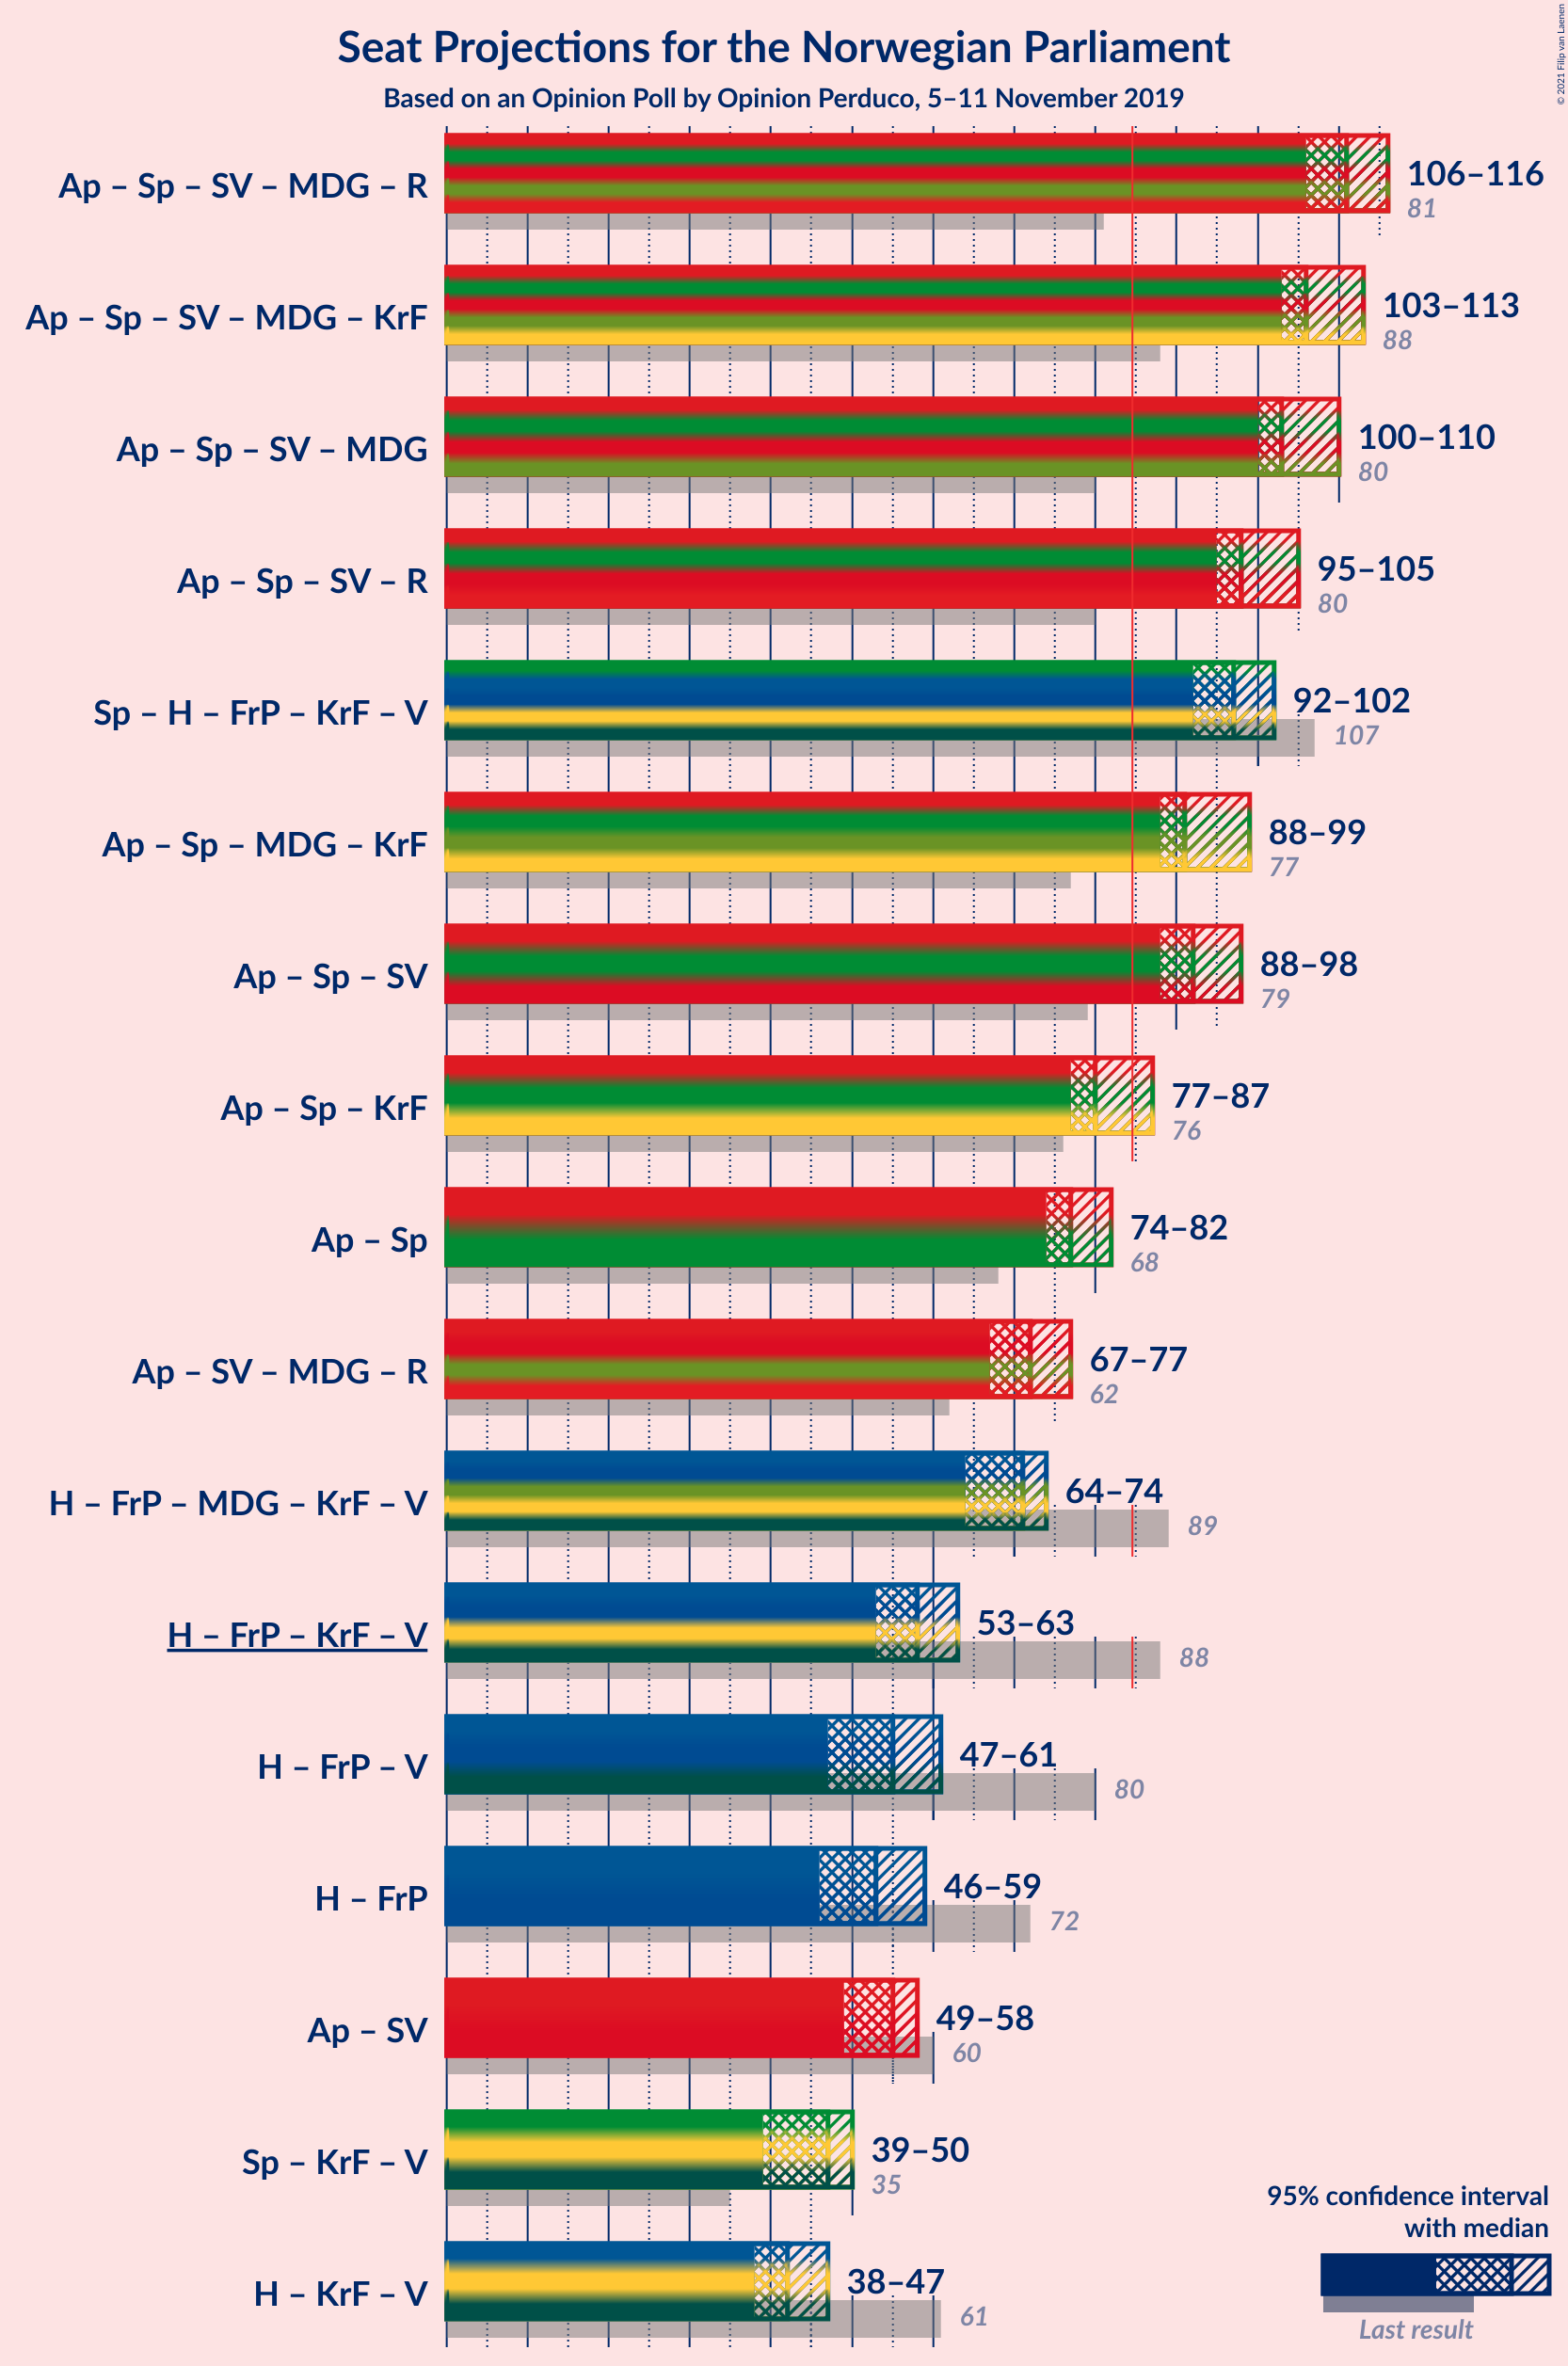 Seat Projections for the Norwegian Parliament
Based on an Opinion Poll by Opinion Perduco, 5–11 November 2019
© 2021 Filip van Laenen
Ap – Sp – SV – MDG – R
106–116
81
Ap – Sp – SV – MDG – KrF
103–113
88
Ap – Sp – SV – MDG
100–110
80
Ap – Sp – SV – R
95–105
80
Sp – H – FrP – KrF – V
92–102
107
Ap – Sp – MDG – KrF
88–99
77
Ap – Sp – SV
88–98
79
Ap – Sp – KrF
77–87
76
Ap – Sp
74–82
68
Ap – SV – MDG – R
67–77
62
H – FrP – MDG – KrF – V
64–74
89
H – FrP – KrF – V
53–63
88
H – FrP – V
47–61
80
H – FrP
46–59
72
Ap – SV
49–58
60
Sp – KrF – V
39–50
35
H – KrF – V
38–47
61
95% confidence interval
with median
Last result